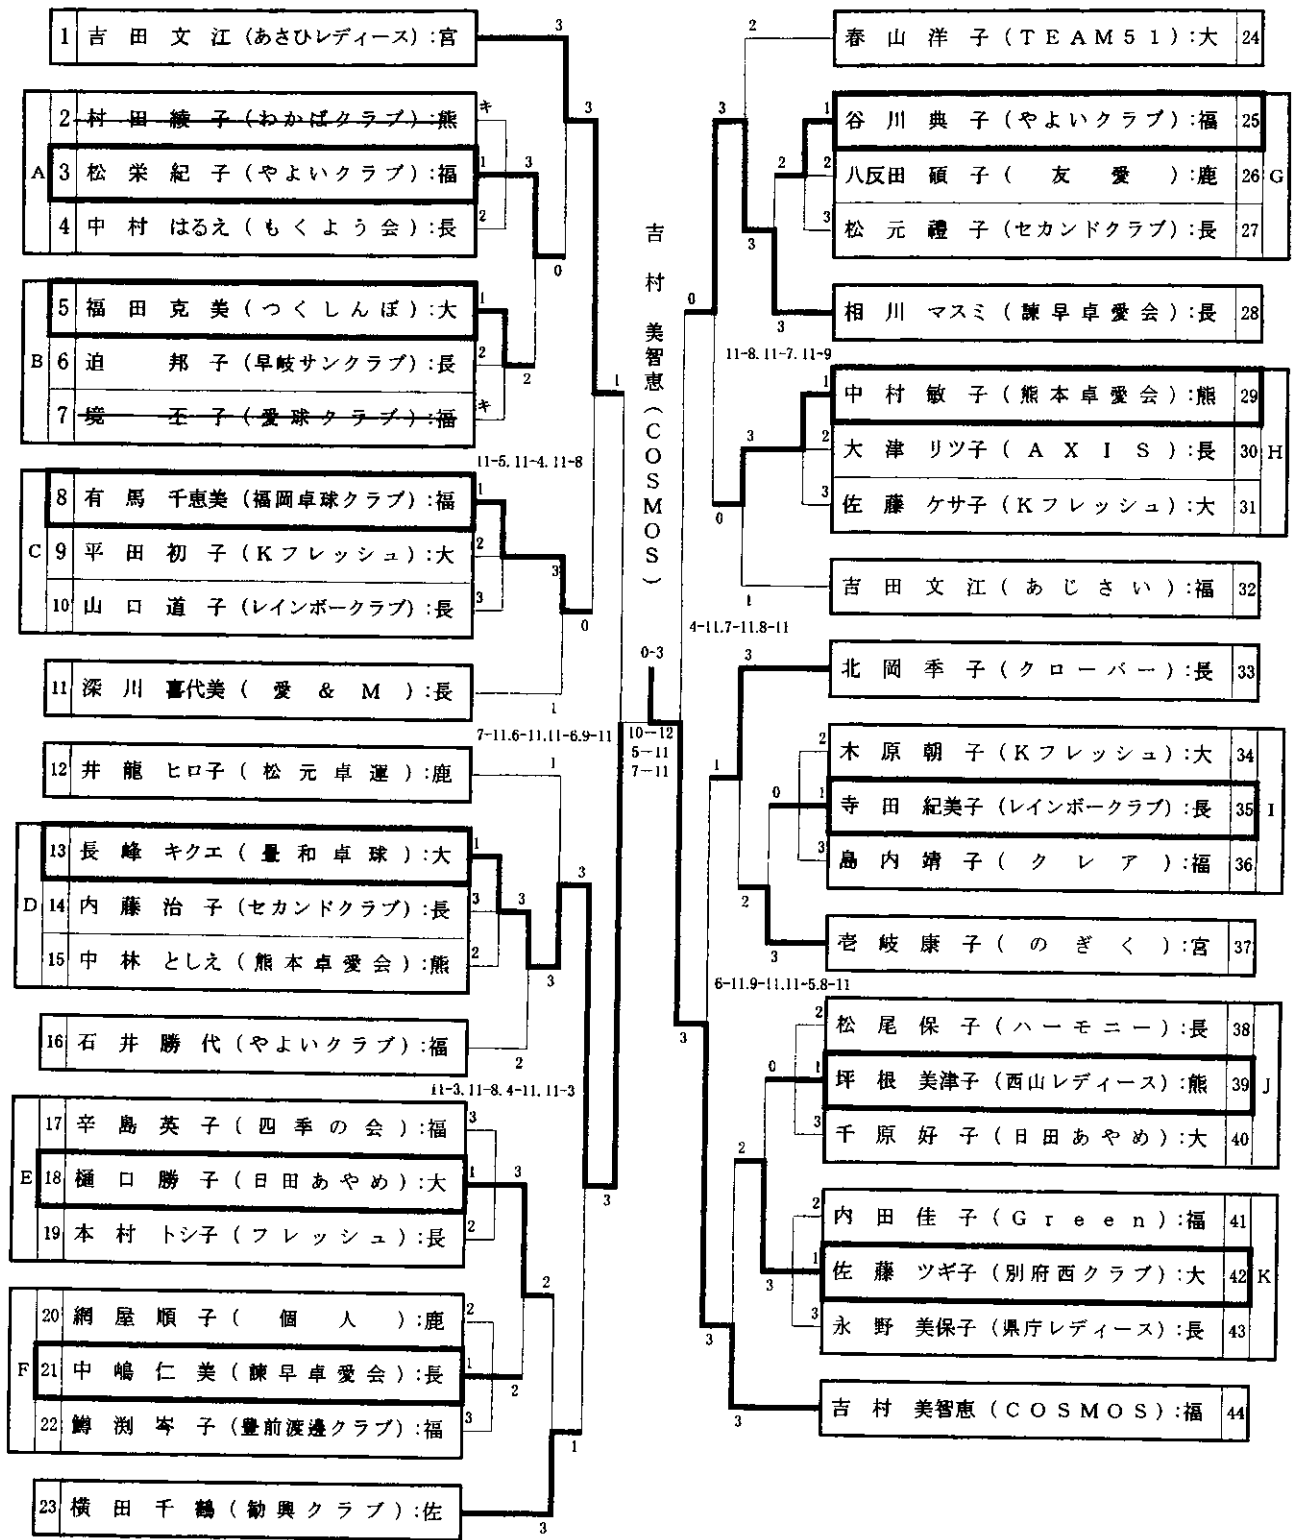 1 吉田文江(あさひレディース):宮
A
2 村田綾子(わかばクラブ):熊
3 松栄紀子(やよいクラブ):福
4 中村はるえ(もくよう会):長
B
5 福田克美(つくしんぼ):大
6 迫邦子(早岐サンクラブ):長
7 境王子(愛球クラブ):福
11-5.11-4.11-8
C
8 有馬千恵美(福岡卓球クラブ):福
9 平田初子(Kフレッシュ):大
10 山口道子(レインボークラブ):長
11 深川喜代美(愛&M):長
7-11.6-11.11-6.9-11
12 井龍ヒロ子(松元卓運):鹿
D
13 長峰キクエ(豊和卓球):大
14 内藤治子(セカンドクラブ):長
15 中林としえ(熊本卓愛会):熊
16 石井勝代(やよいクラブ):福
11-3.11-8.4-11.11-3
E
17 辛島英子(四季の会):福
18 樋口勝子(日田あやめ):大
19 本村トシ子(フレッシュ):長
F
20 網屋順子(個人):鹿
21 中嶋仁美(諫早卓愛会):長
22 鱒渕岑子(豊前渡邊クラブ):福
23 横田千鶴(勧興クラブ):佐
吉村美智恵(COSMOS)
0-3
10-12
5-11
7-11
春山洋子(TEAM51):大 24
谷川典子(やよいクラブ):福 25
八反田碩子(友愛):鹿 26
松元禮子(セカンドクラブ):長 27
G
相川マスミ(諫早卓愛会):長 28
11-8.11-7.11-9
中村敏子(熊本卓愛会):熊 29
大津リツ子(AXIS):長 30
佐藤ケサ子(Kフレッシュ):大 31
H
吉田文江(あじさい):福 32
4-11.7-11.8-11
北岡季子(クローバー):長 33
木原朝子(Kフレッシュ):大 34
寺田紀美子(レインボークラブ):長 35
島内靖子(クレア):福 36
I
壱岐康子(のぎく):宮 37
6-11.9-11.11-5.8-11
松尾保子(ハーモニー):長 38
坪根美津子(西山レディース):熊 39
千原好子(日田あやめ):大 40
J
内田佳子(Green):福 41
佐藤ツギ子(別府西クラブ):大 42
永野美保子(県庁レディース):長 43
K
吉村美智恵(COSMOS):福 44